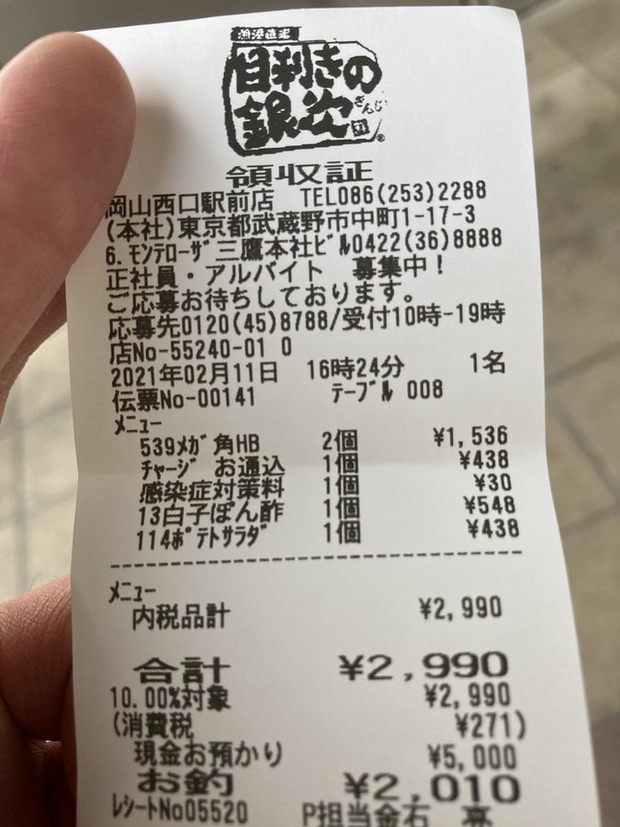 漁港直送
目利きの
銀次
ぎんじ
領収証
岡山西口駅前店 TEL086(253)2288
(本社)東京都武蔵野市中町1-17-3
6.モンテローザ三鷹本社ビル0422(36)8888
正社員・アルバイト 募集中!
ご応募お待ちしております。
応募先0120(45)8788/受付10時-19時
店No-55240-01 0
2021年02月11日 16時24分 1名
伝票No-00141 テーブル 008
メニュー
539メガ角HB 2個 ¥1,536
チャージ お通込 1個 ¥438
感染症対策料 1個 ¥30
13白子ぽん酢 1個 ¥548
114ポテトサラダ 1個 ¥438
メニュー
内税品計 ¥2,990
合計 ¥2,990
10.00%対象 ¥2,990
(消費税 ¥271)
現金お預かり ¥5,000
お釣 ¥2,010
レシートNo05520 P担当金石 亮